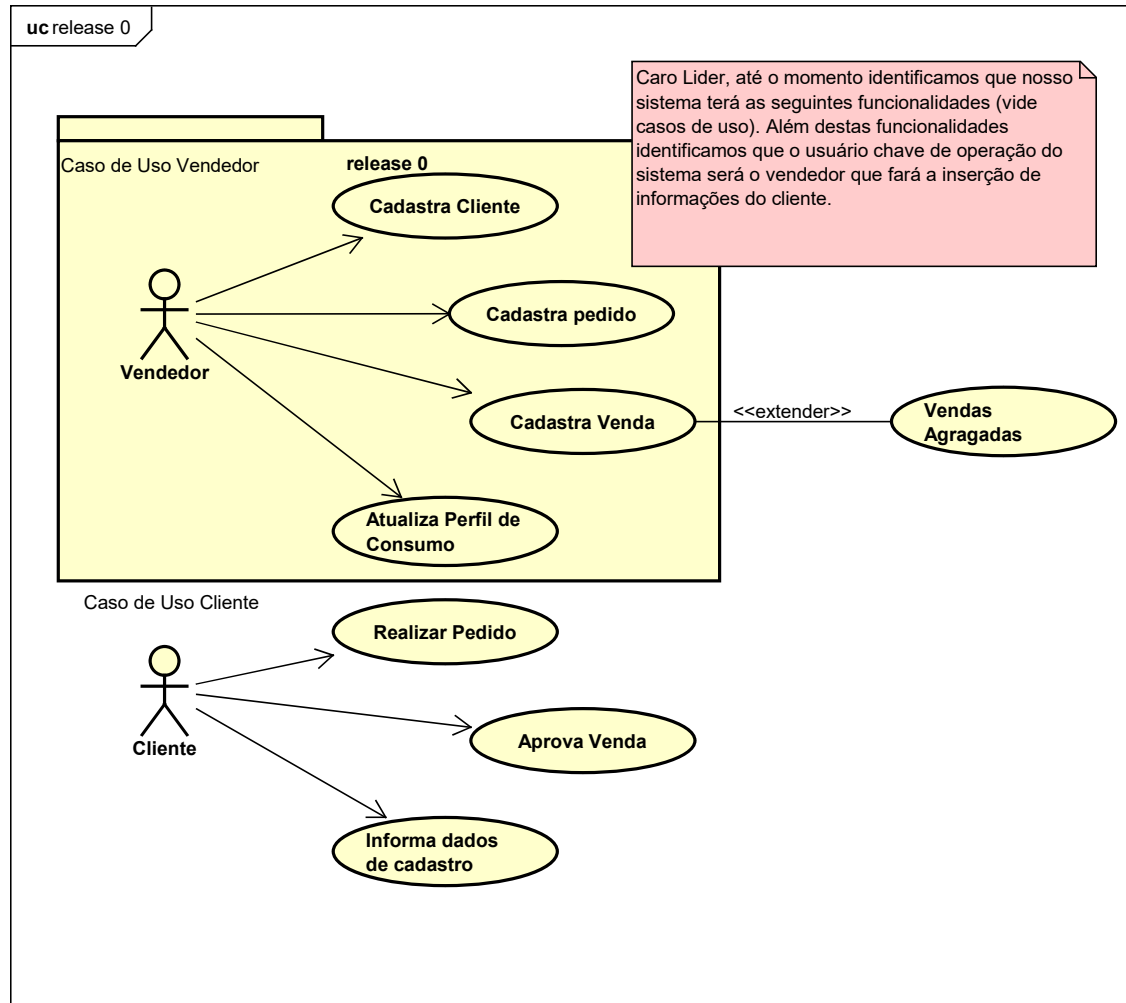 uc release 0
Caro Lider, até o momento identificamos que nosso
sistema terá as seguintes funcionalidades (vide
casos de uso). Além destas funcionalidades
identificamos que o usuário chave de operação do
sistema será o vendedor que fará a inserção de
informações do cliente.
Caso de Uso Vendedor
release 0
Cadastra Cliente
Cadastra pedido
Vendedor
Cadastra Venda
<<extender>>
Vendas
Agragadas
Atualiza Perfil de
Consumo
Caso de Uso Cliente
Realizar Pedido
Cliente
Aprova Venda
Informa dados
de cadastro